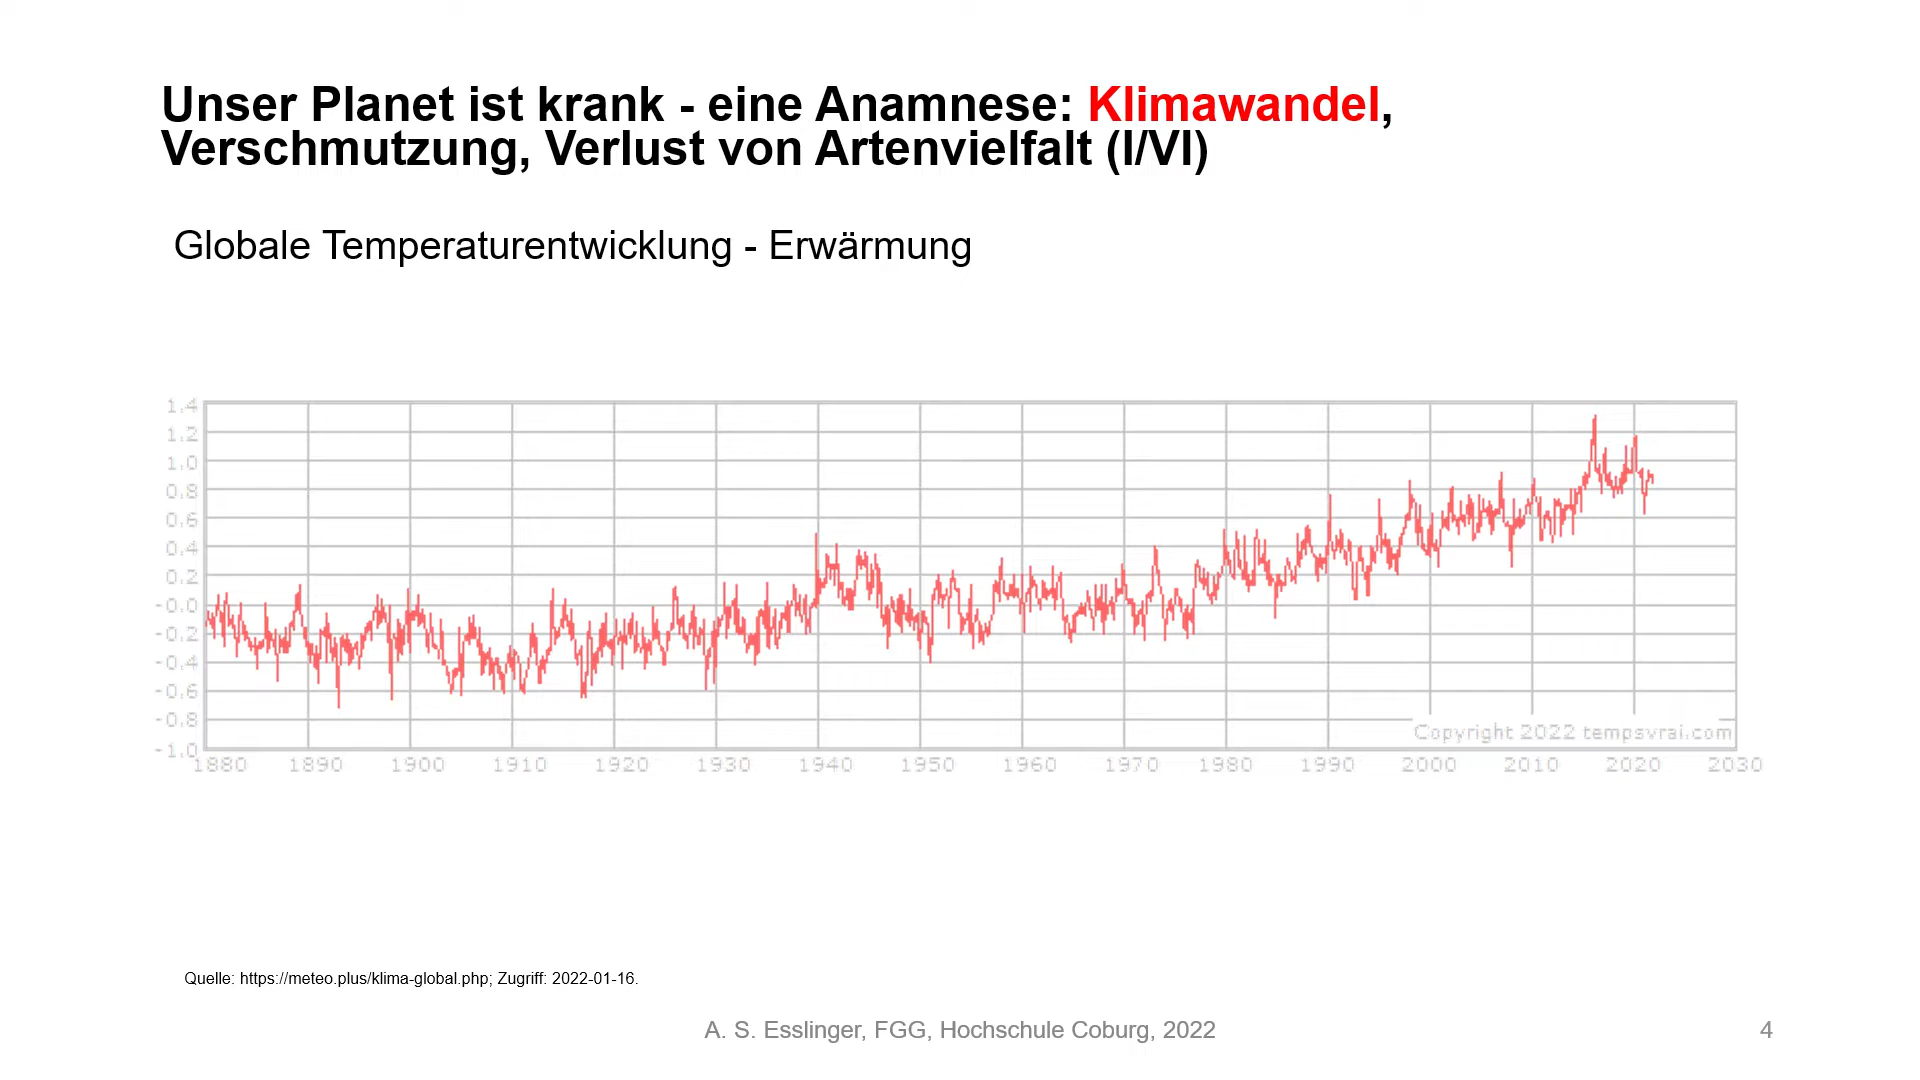 Unser Planet ist krank - eine Anamnese: Klimawandel,
Verschmutzung, Verlust von Artenvielfalt (I/VI)
Globale Temperaturentwicklung - Erwärmung
1.4
1.2
1.0
0.8
0.6
0.4
0.2
-0.0
-0.2
-0.4
-0.6
-0.8
-1.0
Copyright 2022 tempsvrai.com
1880 1890 1900 1910 1920 1930 1940 1950 1960 1970 1980 1990 2000 2010 2020 2030
Quelle: https://meteo.plus/klima-global.php; Zugriff: 2022-01-16.
A. S. Esslinger, FGG, Hochschule Coburg, 2022
4